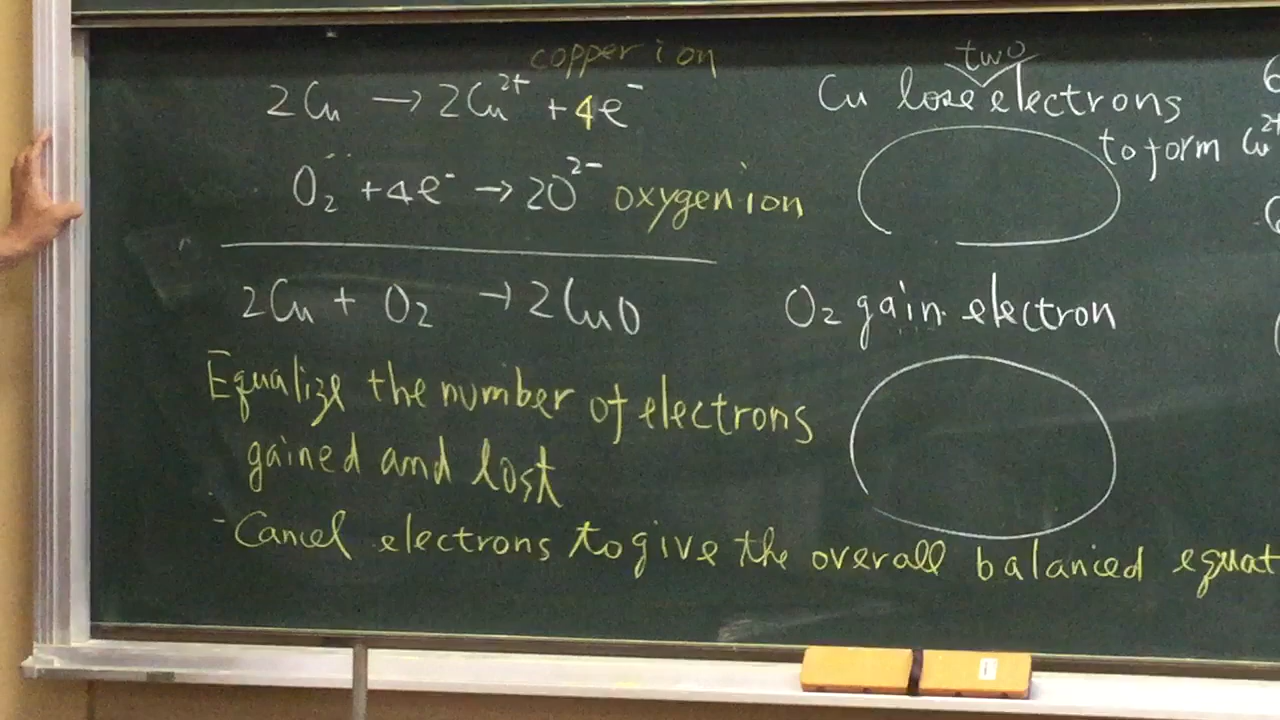 copper ion
2Cu → 2Cu²⁺ + 4e⁻
O₂ + 4e⁻ → 2O²⁻ oxygen ion
2Cu + O₂ → 2CuO
Equalize the number of electrons
gained and lost
- Cancel electrons to give the overall balancied equat
two
Cu lose electrons
to form Cu²⁺
O₂ gain electron